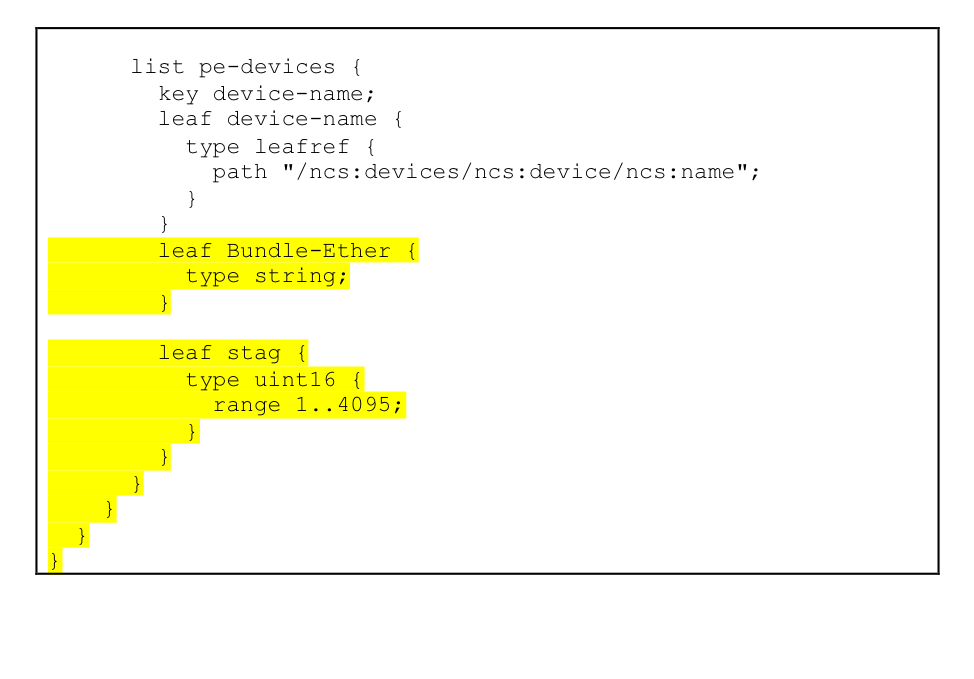 list pe-devices {
key device-name;
leaf device-name {
type leafref {
path "/ncs:devices/ncs:device/ncs:name";
}
}
leaf Bundle-Ether {
type string;
}
leaf stag {
type uint16 {
range 1..4095;
}
}
}
}
}
}